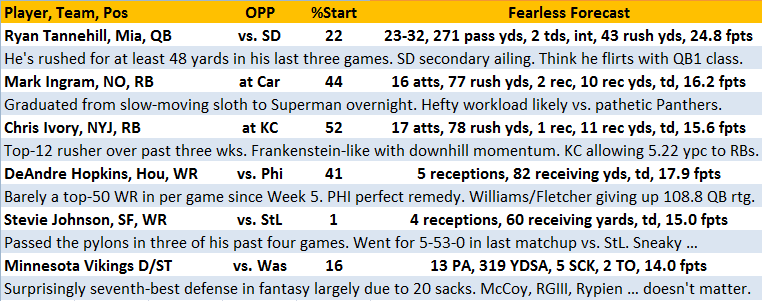 Player, Team, Pos OPP %Start Fearless Forecast
Ryan Tannehill, Mia, QB vs. SD 22 23-32, 271 pass yds, 2 tds, int, 43 rush yds, 24.8 fpts
He's rushed for at least 48 yards in his last three games. SD secondary ailing. Think he flirts with QB1 class.
Mark Ingram, NO, RB at Car 44 16 atts, 77 rush yds, 2 rec, 10 rec yds, td, 16.2 fpts
Graduated from slow-moving sloth to Superman overnight. Hefty workload likely vs. pathetic Panthers.
Chris Ivory, NYJ, RB at KC 52 17 atts, 78 rush yds, 1 rec, 11 rec yds, td, 15.6 fpts
Top-12 rusher over past three wks. Frankenstein-like with downhill momentum. KC allowing 5.22 ypc to RBs.
DeAndre Hopkins, Hou, WR vs. Phi 41 5 receptions, 82 receiving yds, td, 17.9 fpts
Barely a top-50 WR in per game since Week 5. PHI perfect remedy. Williams/Fletcher giving up 108.8 QB rtg.
Stevie Johnson, SF, WR vs. StL 1 4 receptions, 60 receiving yards, td, 15.0 fpts
Passed the pylons in three of his past four games. Went for 5-53-0 in last matchup vs. StL. Sneaky ...
Minnesota Vikings D/ST vs. Was 16 13 PA, 319 YDSA, 5 SCK, 2 TO, 14.0 fpts
Surprisingly seventh-best defense in fantasy largely due to 20 sacks. McCoy, RGIII, Rypien ... doesn't matter.